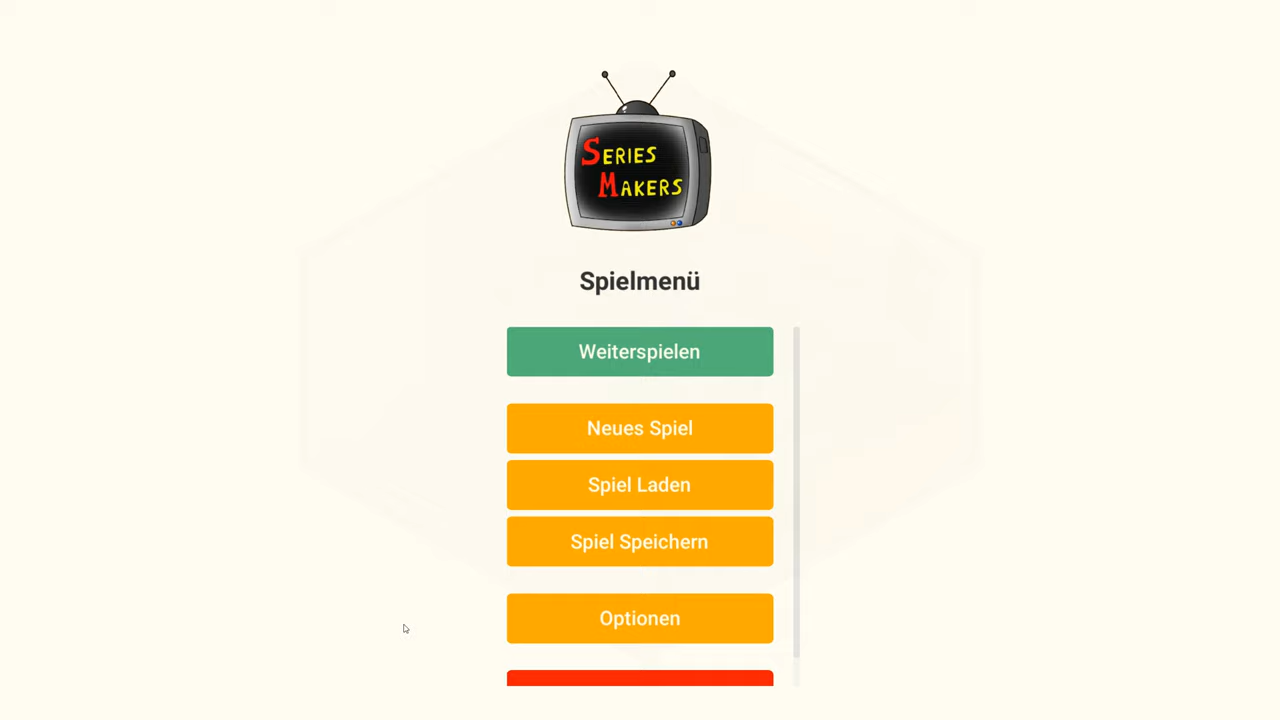 SERIES
MAKERS
Spielmenü
Weiterspielen
Neues Spiel
Spiel Laden
Spiel Speichern
Optionen